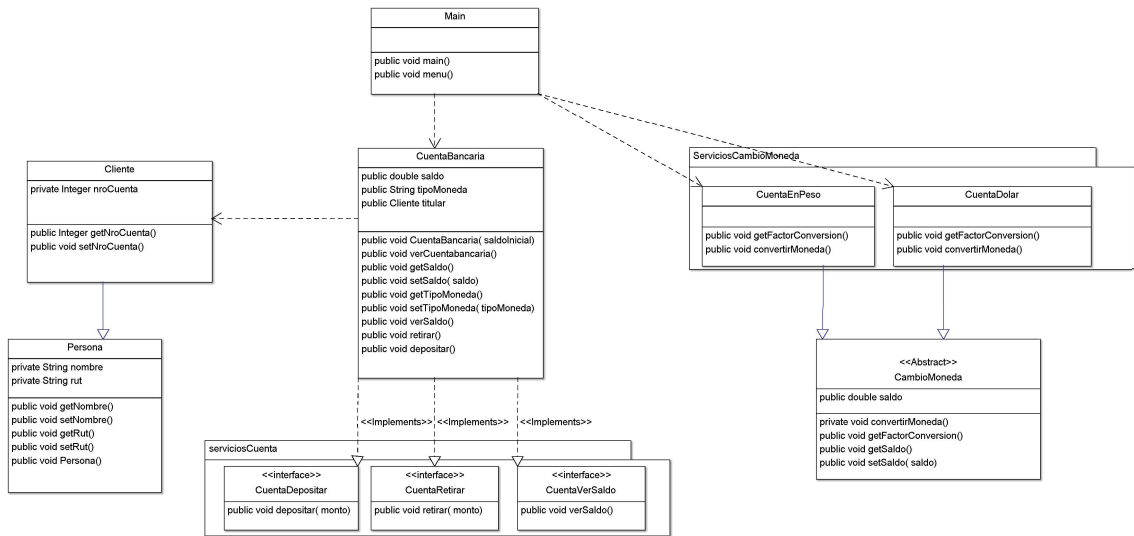 Main
public void main()
public void menu()
Cliente
private Integer nroCuenta
public Integer getNroCuenta()
public void setNroCuenta()
CuentaBancaria
public double saldo
public String tipoMoneda
public Cliente titular
public void CuentaBancaria( saldoInicial)
public void verCuentabancaria()
public void getSaldo()
public void setSaldo( saldo)
public void getTipoMoneda()
public void setTipoMoneda( tipoMoneda)
public void verSaldo()
public void retirar()
public void depositar()
ServiciosCambioMoneda
CuentaEnPeso
public void getFactorConversion()
public void convertirMoneda()
CuentaDolar
public void getFactorConversion()
public void convertirMoneda()
Persona
private String nombre
private String rut
public void getNombre()
public void setNombre()
public void getRut()
public void setRut()
public void Persona()
<<Abstract>>
CambioMoneda
public double saldo
private void convertirMoneda()
public void getFactorConversion()
public void getSaldo()
public void setSaldo( saldo)
<<Implements>>
<<Implements>>
<<Implements>>
serviciosCuenta
<<interface>>
CuentaDepositar
public void depositar( monto)
<<interface>>
CuentaRetirar
public void retirar( monto)
<<interface>>
CuentaVerSaldo
public void verSaldo()